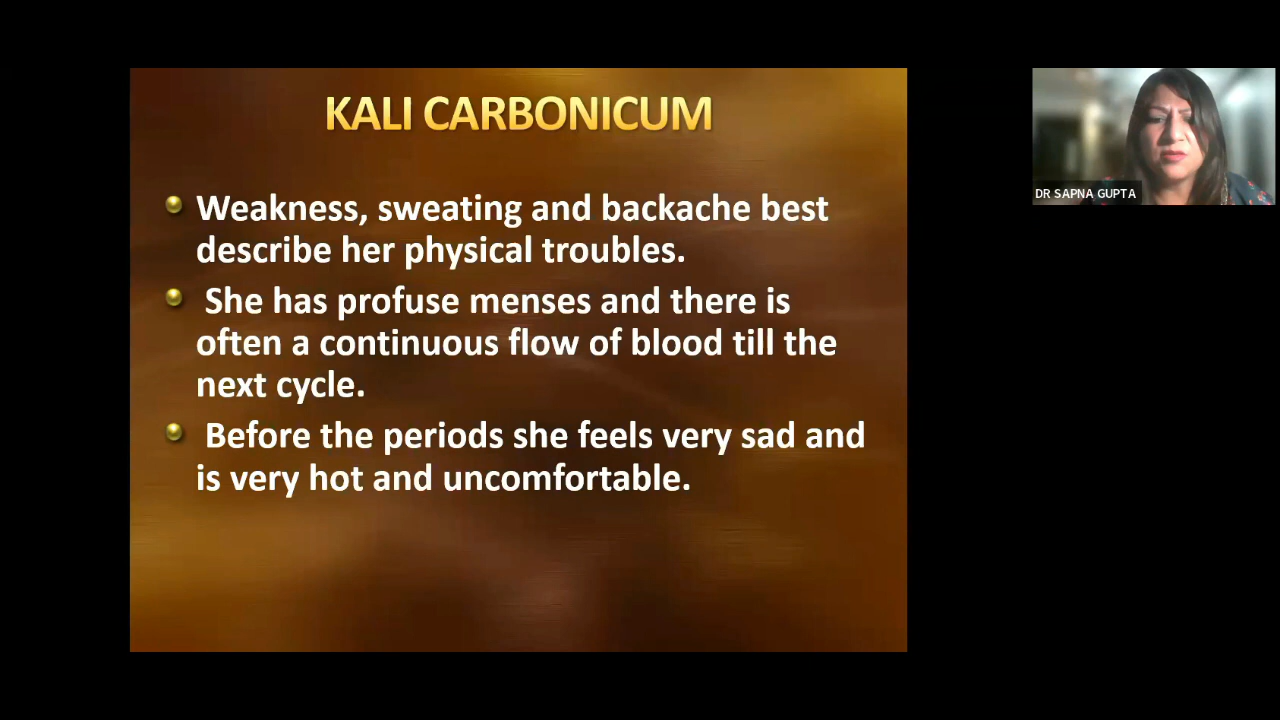 KALI CARBONICUM
Weakness, sweating and backache best
describe her physical troubles.
She has profuse menses and there is
often a continuous flow of blood till the
next cycle.
Before the periods she feels very sad and
is very hot and uncomfortable.
DR SAPNA GUPTA